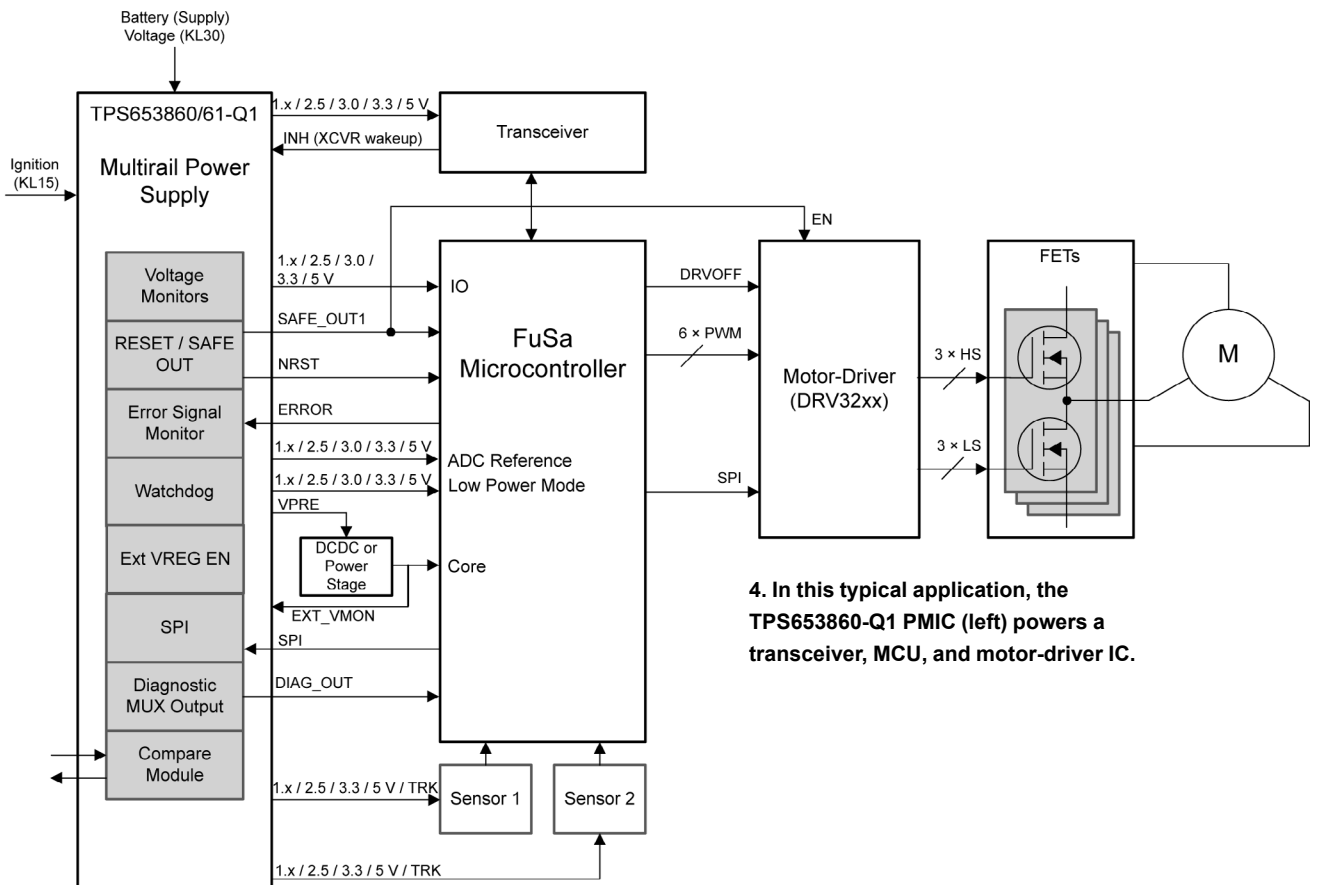 Battery (Supply)
Voltage (KL30)
TPS653860/61-Q1
Multirail Power
Supply
Ignition
(KL15)
1.x / 2.5 / 3.0 / 3.3 / 5 V
INH (XCVR wakeup)
Transceiver
EN
Voltage
Monitors
RESET / SAFE
OUT
Error Signal
Monitor
Watchdog
Ext VREG EN
SPI
Diagnostic
MUX Output
Compare
Module
1.x / 2.5 / 3.0 /
3.3 / 5 V
SAFE_OUT1
NRST
ERROR
1.x / 2.5 / 3.0 / 3.3 / 5 V
1.x / 2.5 / 3.0 / 3.3 / 5 V
VPRE
DCDC or
Power
Stage
EXT_VMON
SPI
DIAG_OUT
1.x / 2.5 / 3.3 / 5 V / TRK
1.x / 2.5 / 3.3 / 5 V / TRK
IO
FuSa
Microcontroller
ADC Reference
Low Power Mode
Core
Sensor 1
Sensor 2
DRVOFF
6 × PWM
SPI
Motor-Driver
(DRV32xx)
3 × HS
3 × LS
FETs
M
4. In this typical application, the
TPS653860-Q1 PMIC (left) powers a
transceiver, MCU, and motor-driver IC.